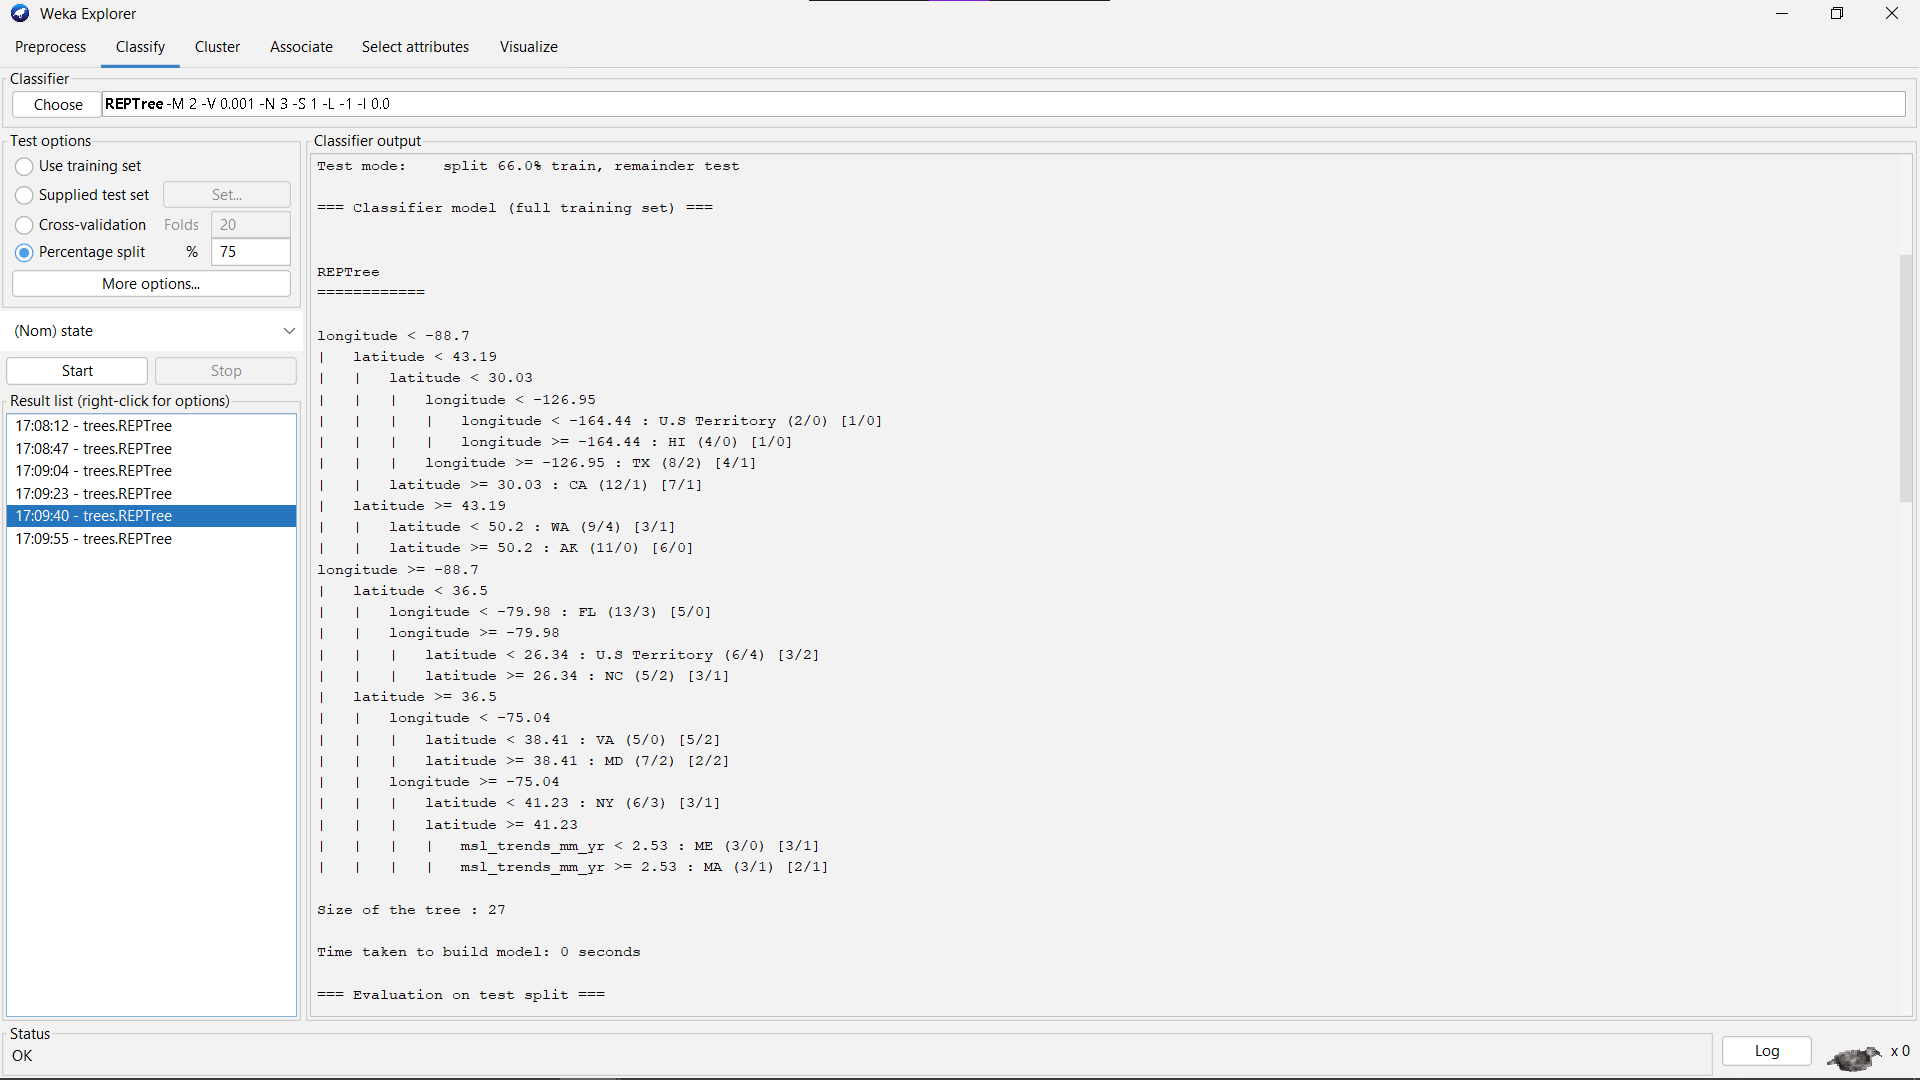 Weka Explorer
Preprocess Classify Cluster Associate Select attributes Visualize
Classifier
Choose REPTree -M 2 -V 0.001 -N 3 -S 1 -L -1 -I 0.0
Test options
Use training set
Supplied test set Set...
Cross-validation Folds 20
Percentage split % 75
More options...
(Nom) state
Start Stop
Result list (right-click for options)
17:08:12 - trees.REPTree
17:08:47 - trees.REPTree
17:09:04 - trees.REPTree
17:09:23 - trees.REPTree
17:09:40 - trees.REPTree
17:09:55 - trees.REPTree
Classifier output
Test mode:    split 66.0% train, remainder test
=== Classifier model (full training set) ===
REPTree
============
longitude < -88.7
|   latitude < 43.19
|   |   latitude < 30.03
|   |   |   longitude < -126.95
|   |   |   |   longitude < -164.44 : U.S Territory (2/0) [1/0]
|   |   |   |   longitude >= -164.44 : HI (4/0) [1/0]
|   |   |   longitude >= -126.95 : TX (8/2) [4/1]
|   |   latitude >= 30.03 : CA (12/1) [7/1]
|   latitude >= 43.19
|   |   latitude < 50.2 : WA (9/4) [3/1]
|   |   latitude >= 50.2 : AK (11/0) [6/0]
longitude >= -88.7
|   latitude < 36.5
|   |   longitude < -79.98 : FL (13/3) [5/0]
|   |   longitude >= -79.98
|   |   |   latitude < 26.34 : U.S Territory (6/4) [3/2]
|   |   |   latitude >= 26.34 : NC (5/2) [3/1]
|   latitude >= 36.5
|   |   longitude < -75.04
|   |   |   latitude < 38.41 : VA (5/0) [5/2]
|   |   |   latitude >= 38.41 : MD (7/2) [2/2]
|   |   longitude >= -75.04
|   |   |   latitude < 41.23 : NY (6/3) [3/1]
|   |   |   latitude >= 41.23
|   |   |   |   msl_trends_mm_yr < 2.53 : ME (3/0) [3/1]
|   |   |   |   msl_trends_mm_yr >= 2.53 : MA (3/1) [2/1]
Size of the tree : 27
Time taken to build model: 0 seconds
=== Evaluation on test split ===
Status
OK
Log
x 0